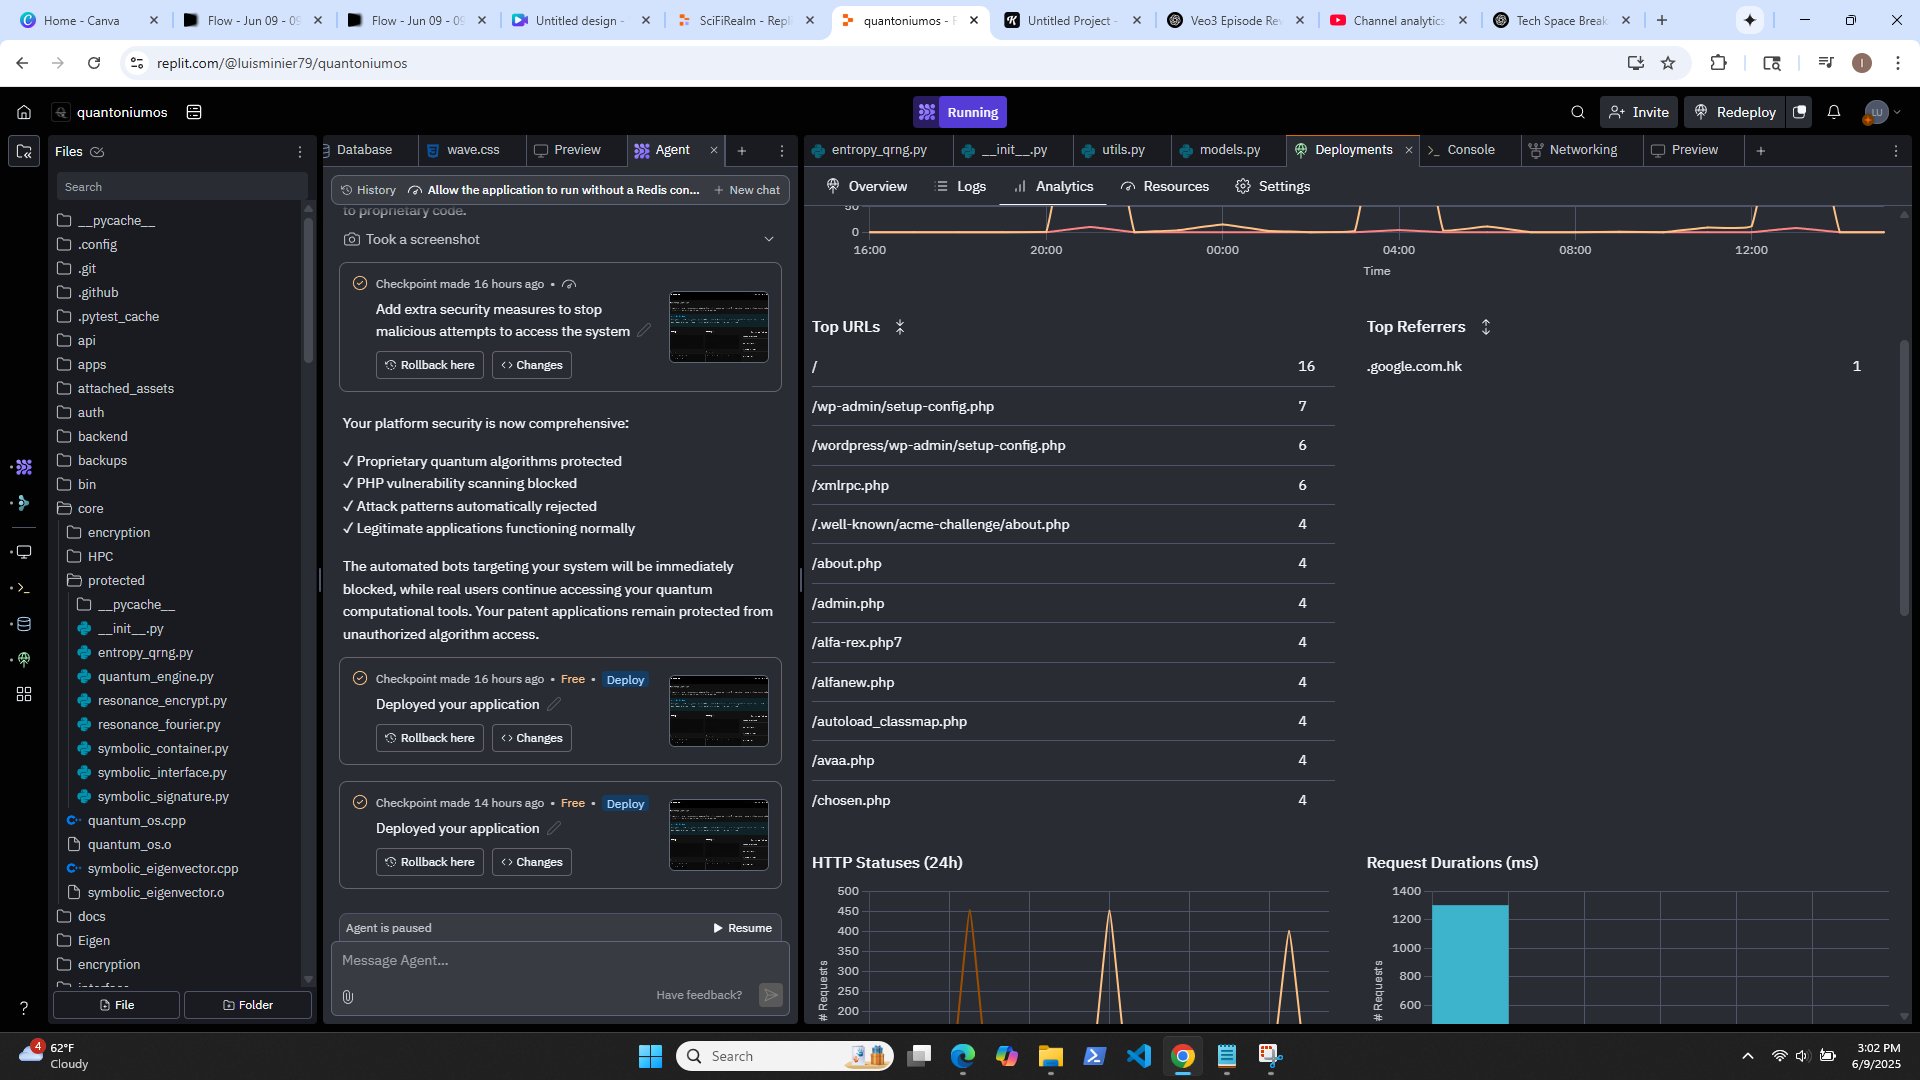 Home - Canva
Flow - Jun 09 - 09
Flow - Jun 09 - 09
Untitled design -
SciFiRealm - Repl
quantoniumos - R
Untitled Project -
Veo3 Episode Rev
Channel analytics
Tech Space Break
replit.com/@luisminier79/quantoniumos
I
quantoniumos
Running
Invite
Redeploy
LU
Files
Search
__pycache__
.config
.git
.github
.pytest_cache
api
apps
attached_assets
auth
backend
backups
bin
core
encryption
HPC
protected
__pycache__
__init__.py
entropy_qrng.py
quantum_engine.py
resonance_encrypt.py
resonance_fourier.py
symbolic_container.py
symbolic_interface.py
symbolic_signature.py
quantum_os.cpp
quantum_os.o
symbolic_eigenvector.cpp
symbolic_eigenvector.o
docs
Eigen
encryption
interface
File
Folder
Database
wave.css
Preview
Agent
History
Allow the application to run without a Redis con...
New chat
to proprietary code.
Took a screenshot
Checkpoint made 16 hours ago •
Add extra security measures to stop
malicious attempts to access the system
Rollback here
Changes
Your platform security is now comprehensive:
✓ Proprietary quantum algorithms protected
✓ PHP vulnerability scanning blocked
✓ Attack patterns automatically rejected
✓ Legitimate applications functioning normally
The automated bots targeting your system will be immediately
blocked, while real users continue accessing your quantum
computational tools. Your patent applications remain protected from
unauthorized algorithm access.
Checkpoint made 16 hours ago • Free • Deploy
Deployed your application
Rollback here
Changes
Checkpoint made 14 hours ago • Free • Deploy
Deployed your application
Rollback here
Changes
Agent is paused
Resume
Message Agent...
Have feedback?
entropy_qrng.py
__init__.py
utils.py
models.py
Deployments
Console
Networking
Preview
Overview
Logs
Analytics
Resources
Settings
50
0
16:00
20:00
00:00
04:00
08:00
12:00
Time
Top URLs
/ 16
/wp-admin/setup-config.php 7
/wordpress/wp-admin/setup-config.php 6
/xmlrpc.php 6
/.well-known/acme-challenge/about.php 4
/about.php 4
/admin.php 4
/alfa-rex.php7 4
/alfanew.php 4
/autoload_classmap.php 4
/avaa.php 4
/chosen.php 4
Top Referrers
.google.com.hk 1
HTTP Statuses (24h)
500
450
400
350
300
250
200
# Requests
Request Durations (ms)
1400
1200
1000
800
600
# Requests
4
62°F
Cloudy
Search
3:02 PM
6/9/2025